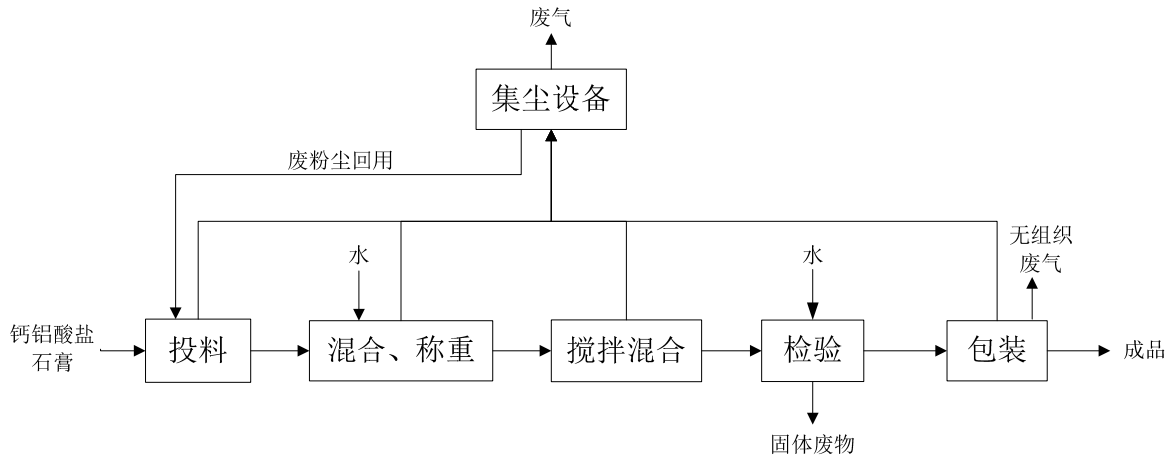 废气
集尘设备
废粉尘回用
水
水
无组织
废气
钙铝酸盐
石膏
投料
混合、称重
搅拌混合
检验
包装
成品
固体废物